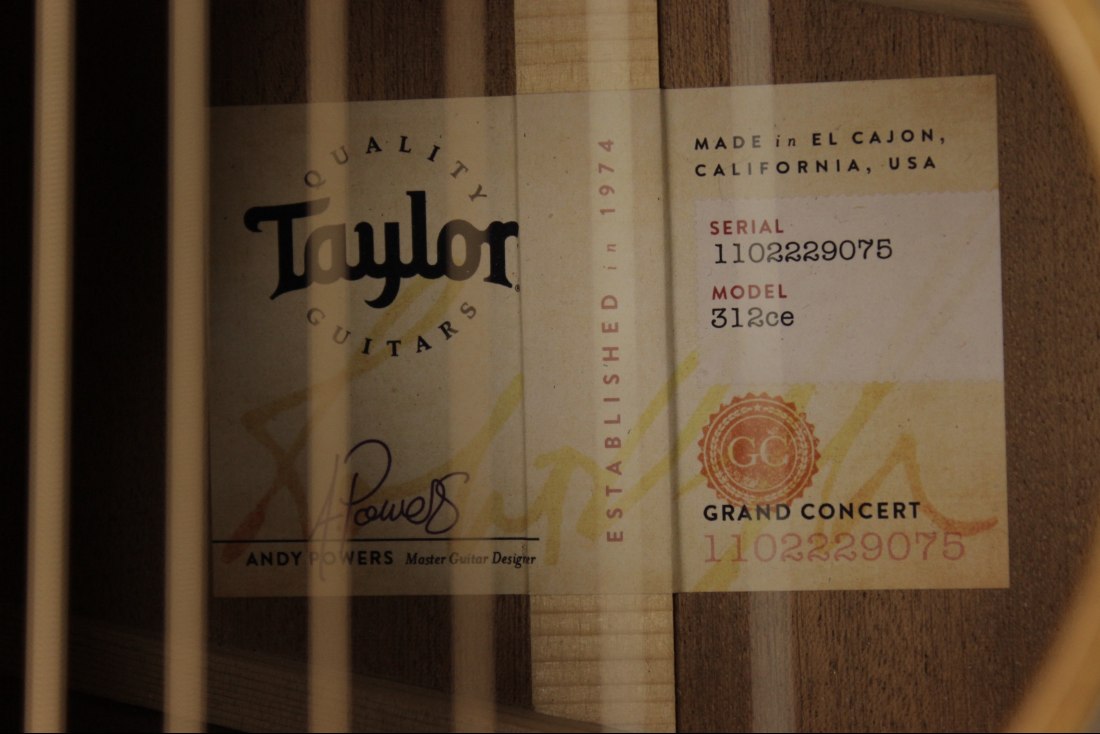 QUALITY
Taylor
GUITARS
APowers
ANDY POWERS Master Guitar Designer
ESTABLISHED in 1974
MADE in EL CAJON,
CALIFORNIA, USA
SERIAL
1102229075
MODEL
312ce
GC
GRAND CONCERT
1102229075